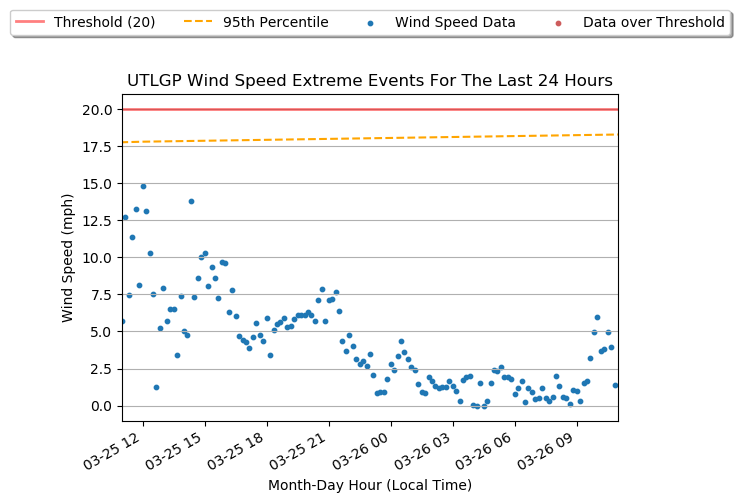 Threshold (20) 95th Percentile Wind Speed Data Data over Threshold
UTLGP Wind Speed Extreme Events For The Last 24 Hours
20.0
17.5
15.0
12.5
10.0
7.5
5.0
2.5
0.0
Wind Speed (mph)
03-25 12 03-25 15 03-25 18 03-25 21 03-26 00 03-26 03 03-26 06 03-26 09
Month-Day Hour (Local Time)